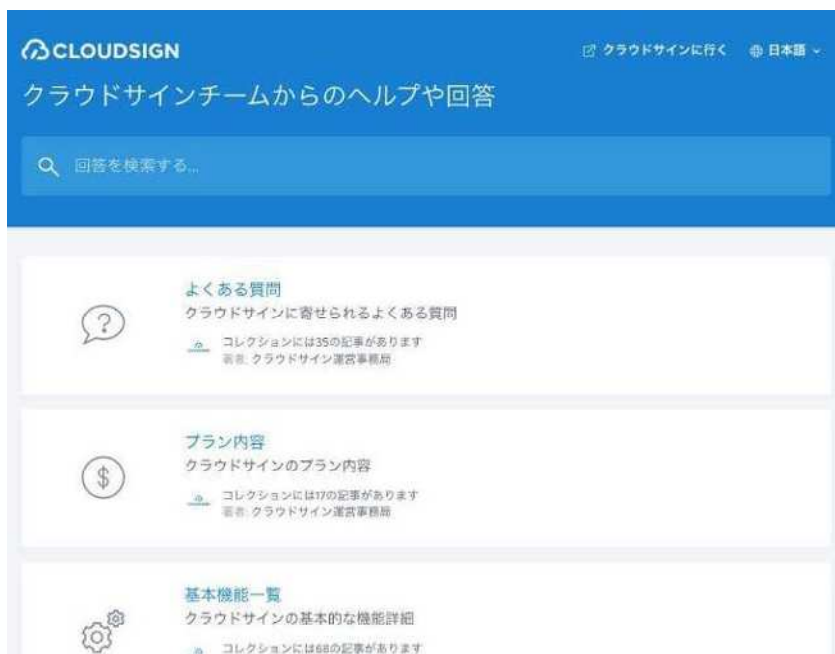 CLOUDSIGN
クラウドサインに行く 日本語
クラウドサインチームからのヘルプや回答
回答を検索する...
よくある質問
クラウドサインに寄せられるよくある質問
コレクションには35の記事があります
著者: クラウドサイン運営事務局
プラン内容
クラウドサインのプラン内容
コレクションには17の記事があります
著者: クラウドサイン運営事務局
基本機能一覧
クラウドサインの基本的な機能詳細
コレクションには68の記事があります